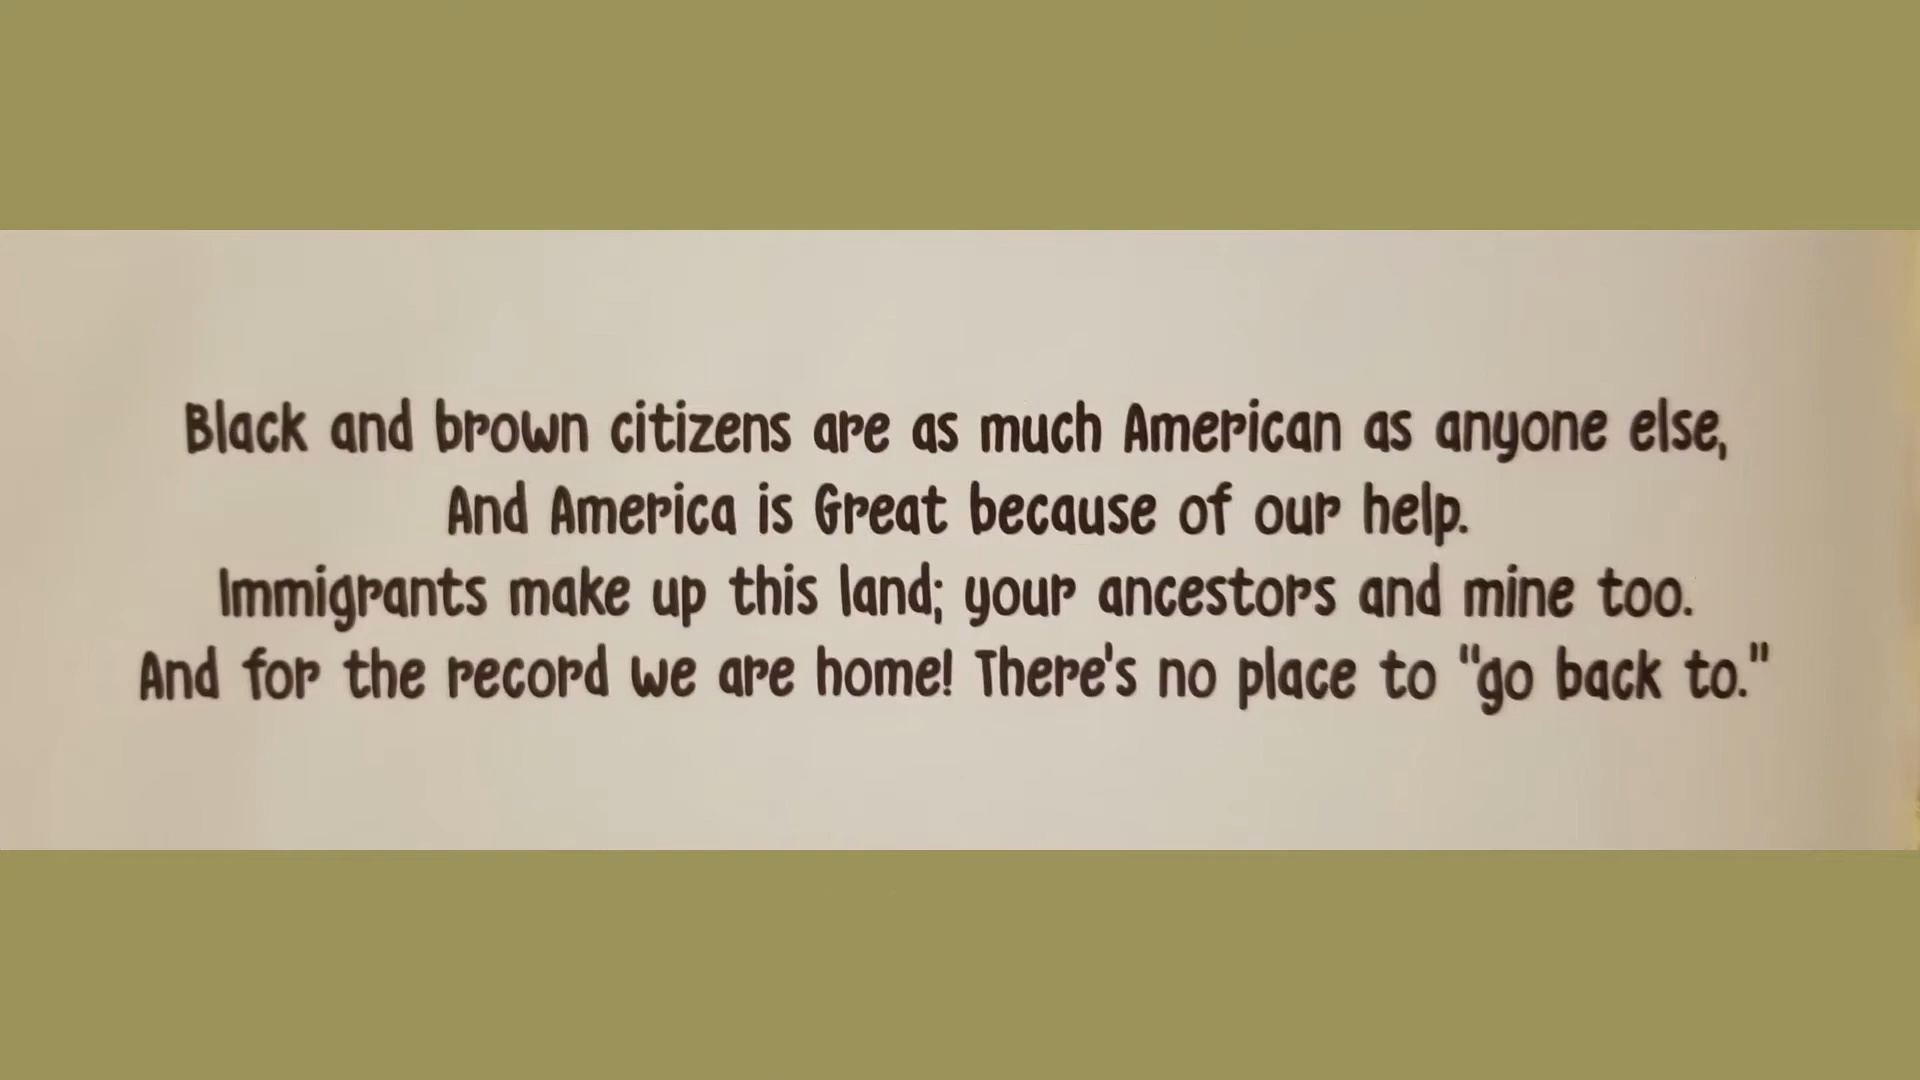 Black and brown citizens are as much American as anyone else,
And America is Great because of our help.
Immigrants make up this land; your ancestors and mine too.
And for the record we are home! There's no place to "go back to."